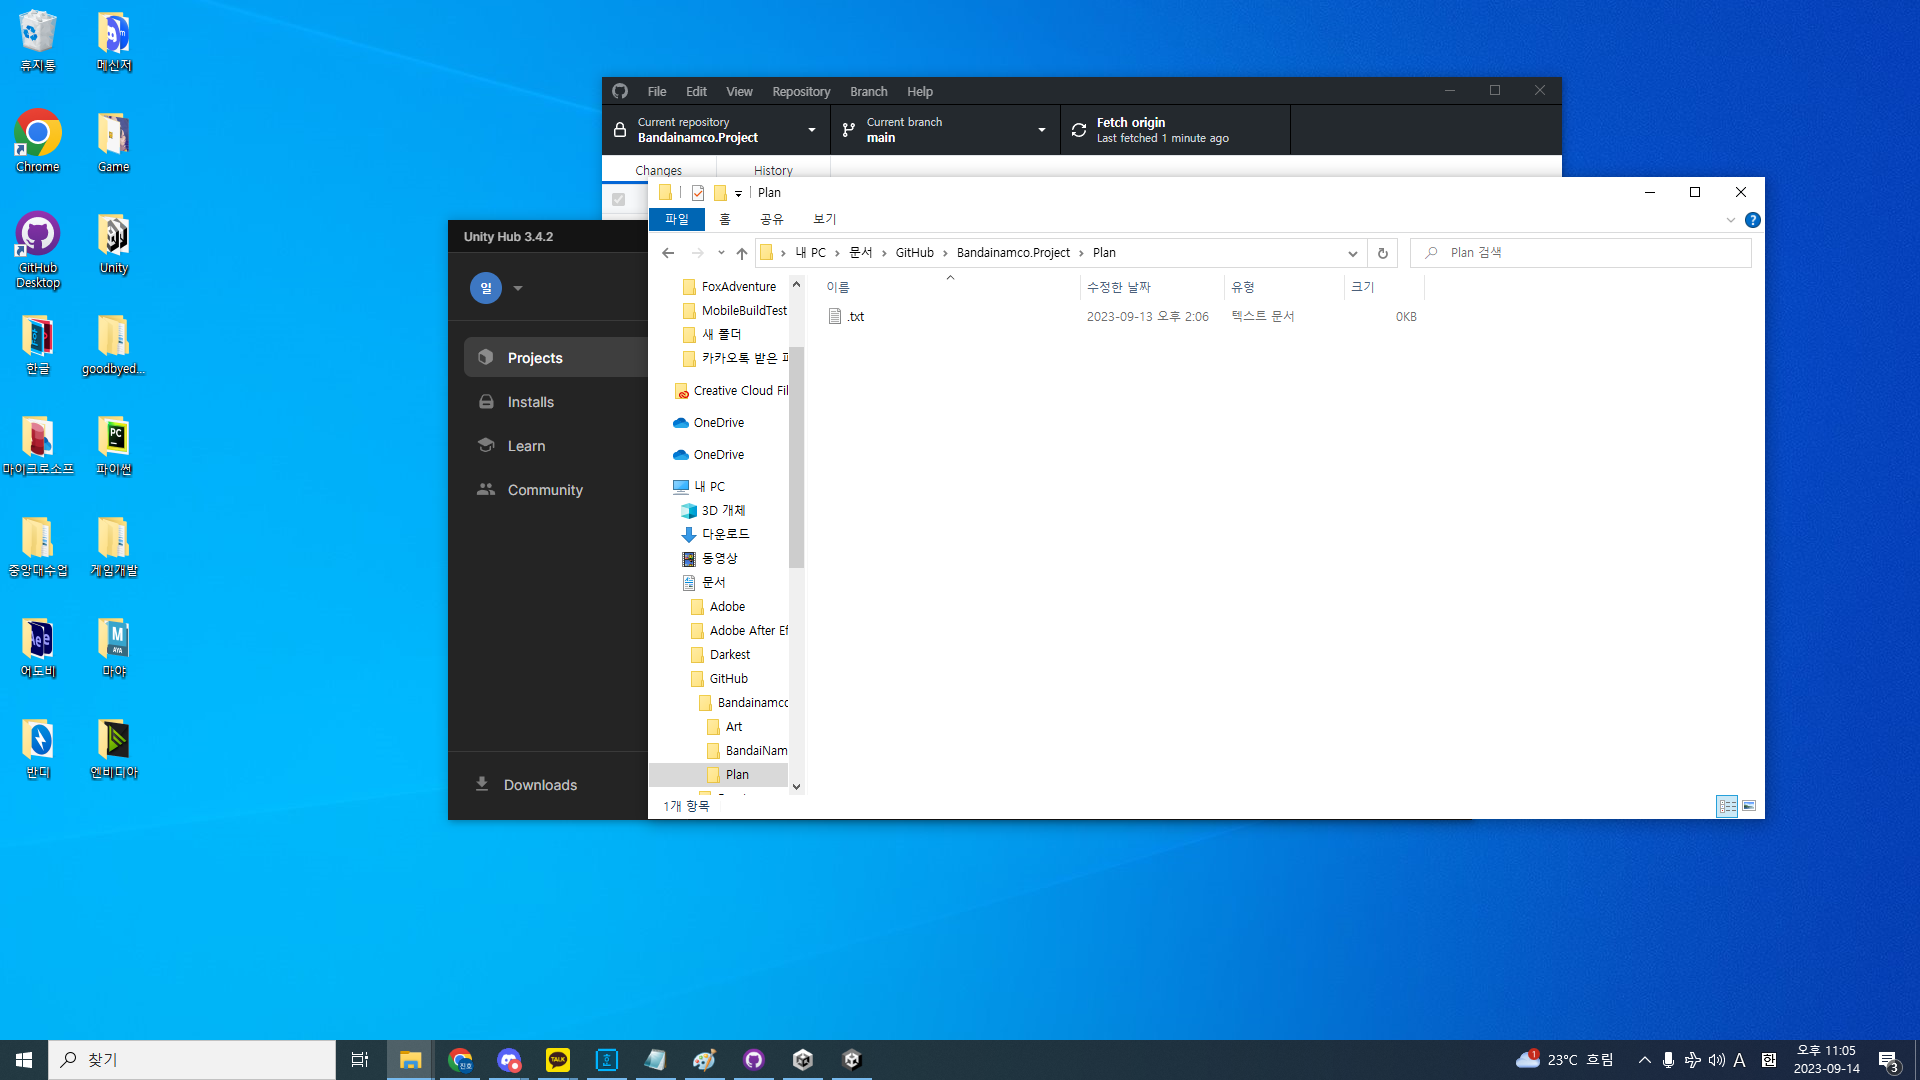 휴지통
메신저
Chrome
Game
GitHub
Desktop
Unity
한글
goodbyed...
마이크로소프
파이썬
중앙대수업
게임개발
어도비
마야
반디
엔비디아
File Edit View Repository Branch Help
Current repository
Bandainamco.Project
Current branch
main
Fetch origin
Last fetched 1 minute ago
Changes
History
Unity Hub 3.4.2
일
Projects
Installs
Learn
Community
Downloads
Plan
파일 홈 공유 보기
내 PC > 문서 > GitHub > Bandainamco.Project > Plan
Plan 검색
이름 수정한 날짜 유형 크기
.txt 2023-09-13 오후 2:06 텍스트 문서 0KB
FoxAdventure
MobileBuildTest
새 폴더
카카오톡 받은 파
Creative Cloud Fil
OneDrive
OneDrive
내 PC
3D 개체
다운로드
동영상
문서
Adobe
Adobe After Ef
Darkest
GitHub
Bandainamco
Art
BandaiNam
Plan
1개 항목
찾기
TALK
진호
1
23°C 흐림
A
한
오후 11:05
2023-09-14
3